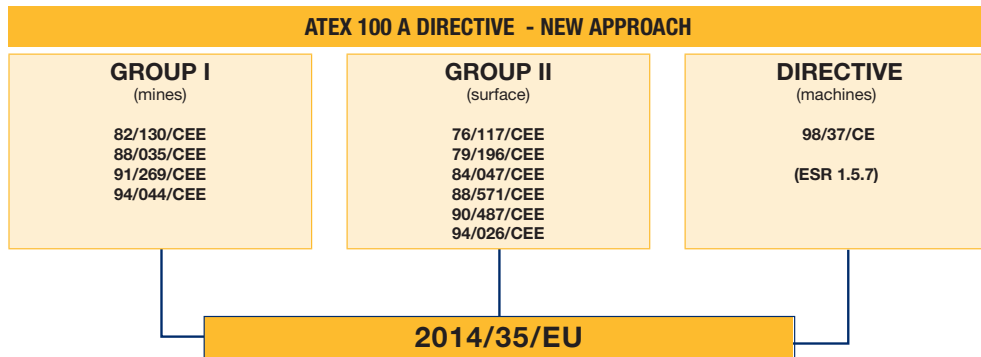 ATEX 100 A DIRECTIVE - NEW APPROACH
GROUP I
(mines)
82/130/CEE
88/035/CEE
91/269/CEE
94/044/CEE
GROUP II
(surface)
76/117/CEE
79/196/CEE
84/047/CEE
88/571/CEE
90/487/CEE
94/026/CEE
DIRECTIVE
(machines)
98/37/CE
(ESR 1.5.7)
2014/35/EU